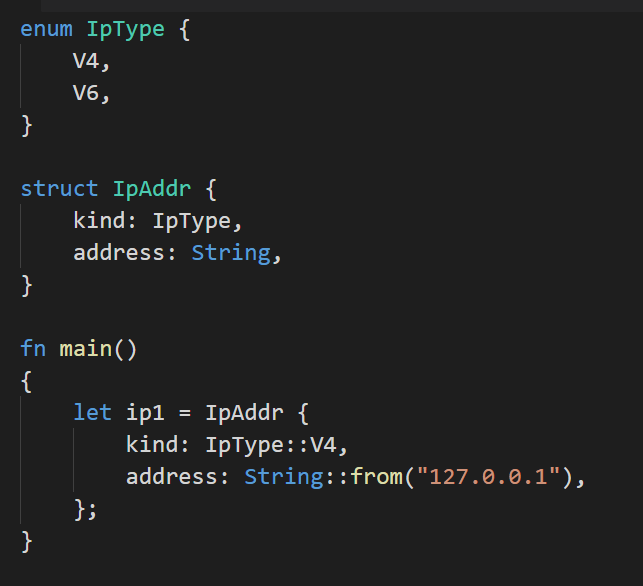 enum IpType {
    V4,
    V6,
}

struct IpAddr {
    kind: IpType,
    address: String,
}

fn main()
{
    let ip1 = IpAddr {
        kind: IpType::V4,
        address: String::from("127.0.0.1"),
    };
}